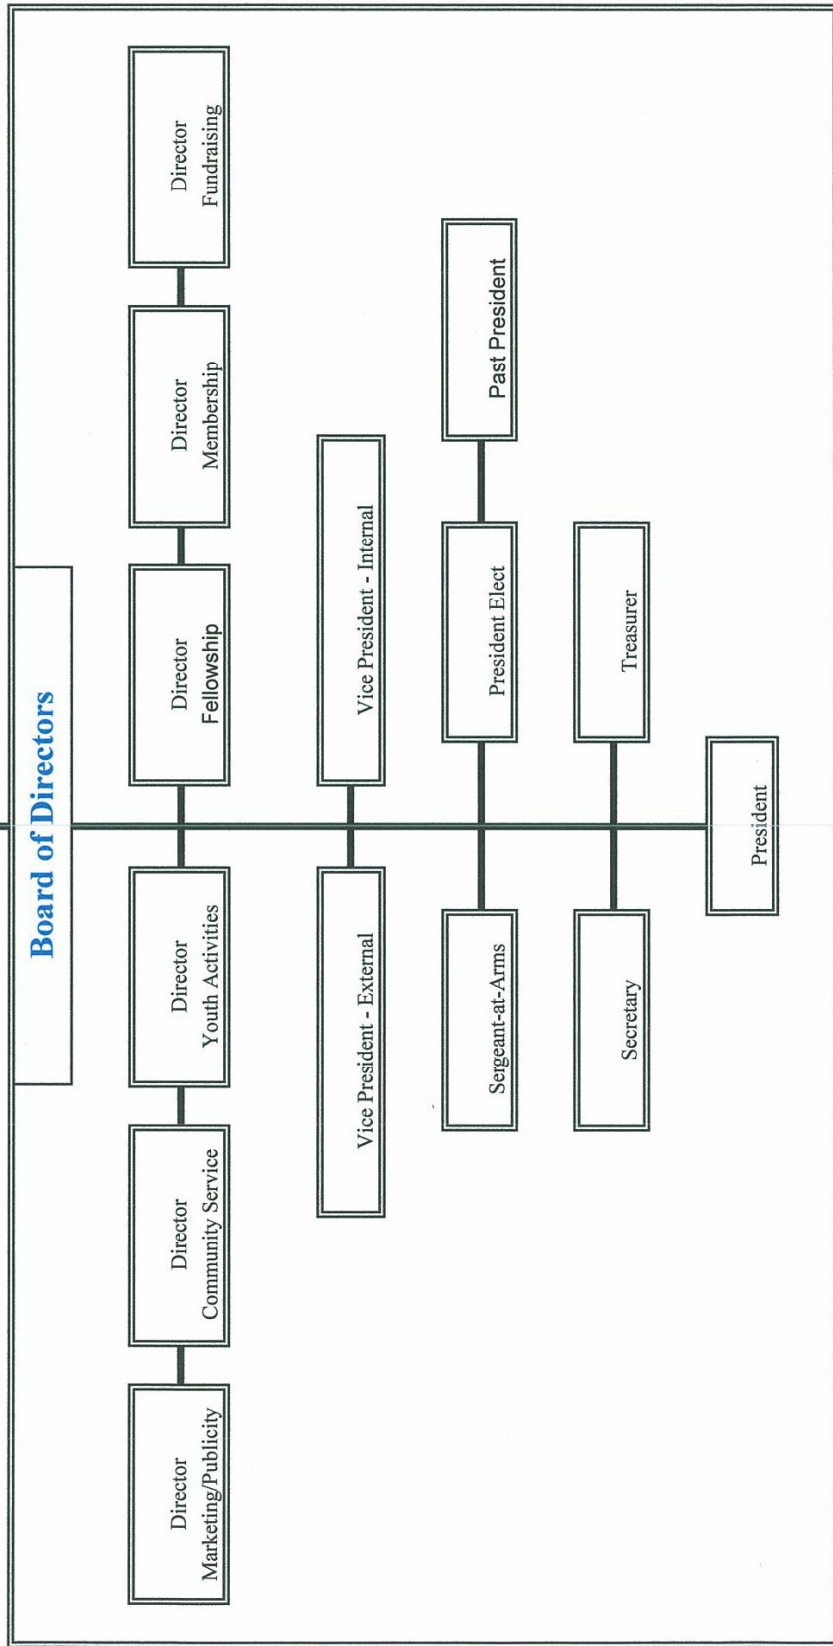 Board of Directors
Director
Marketing/Publicity
Director
Community Service
Director
Youth Activities
Director
Fellowship
Director
Membership
Director
Fundraising
Vice President - External
Vice President - Internal
Sergeant-at-Arms
President Elect
Past President
Secretary
Treasurer
President